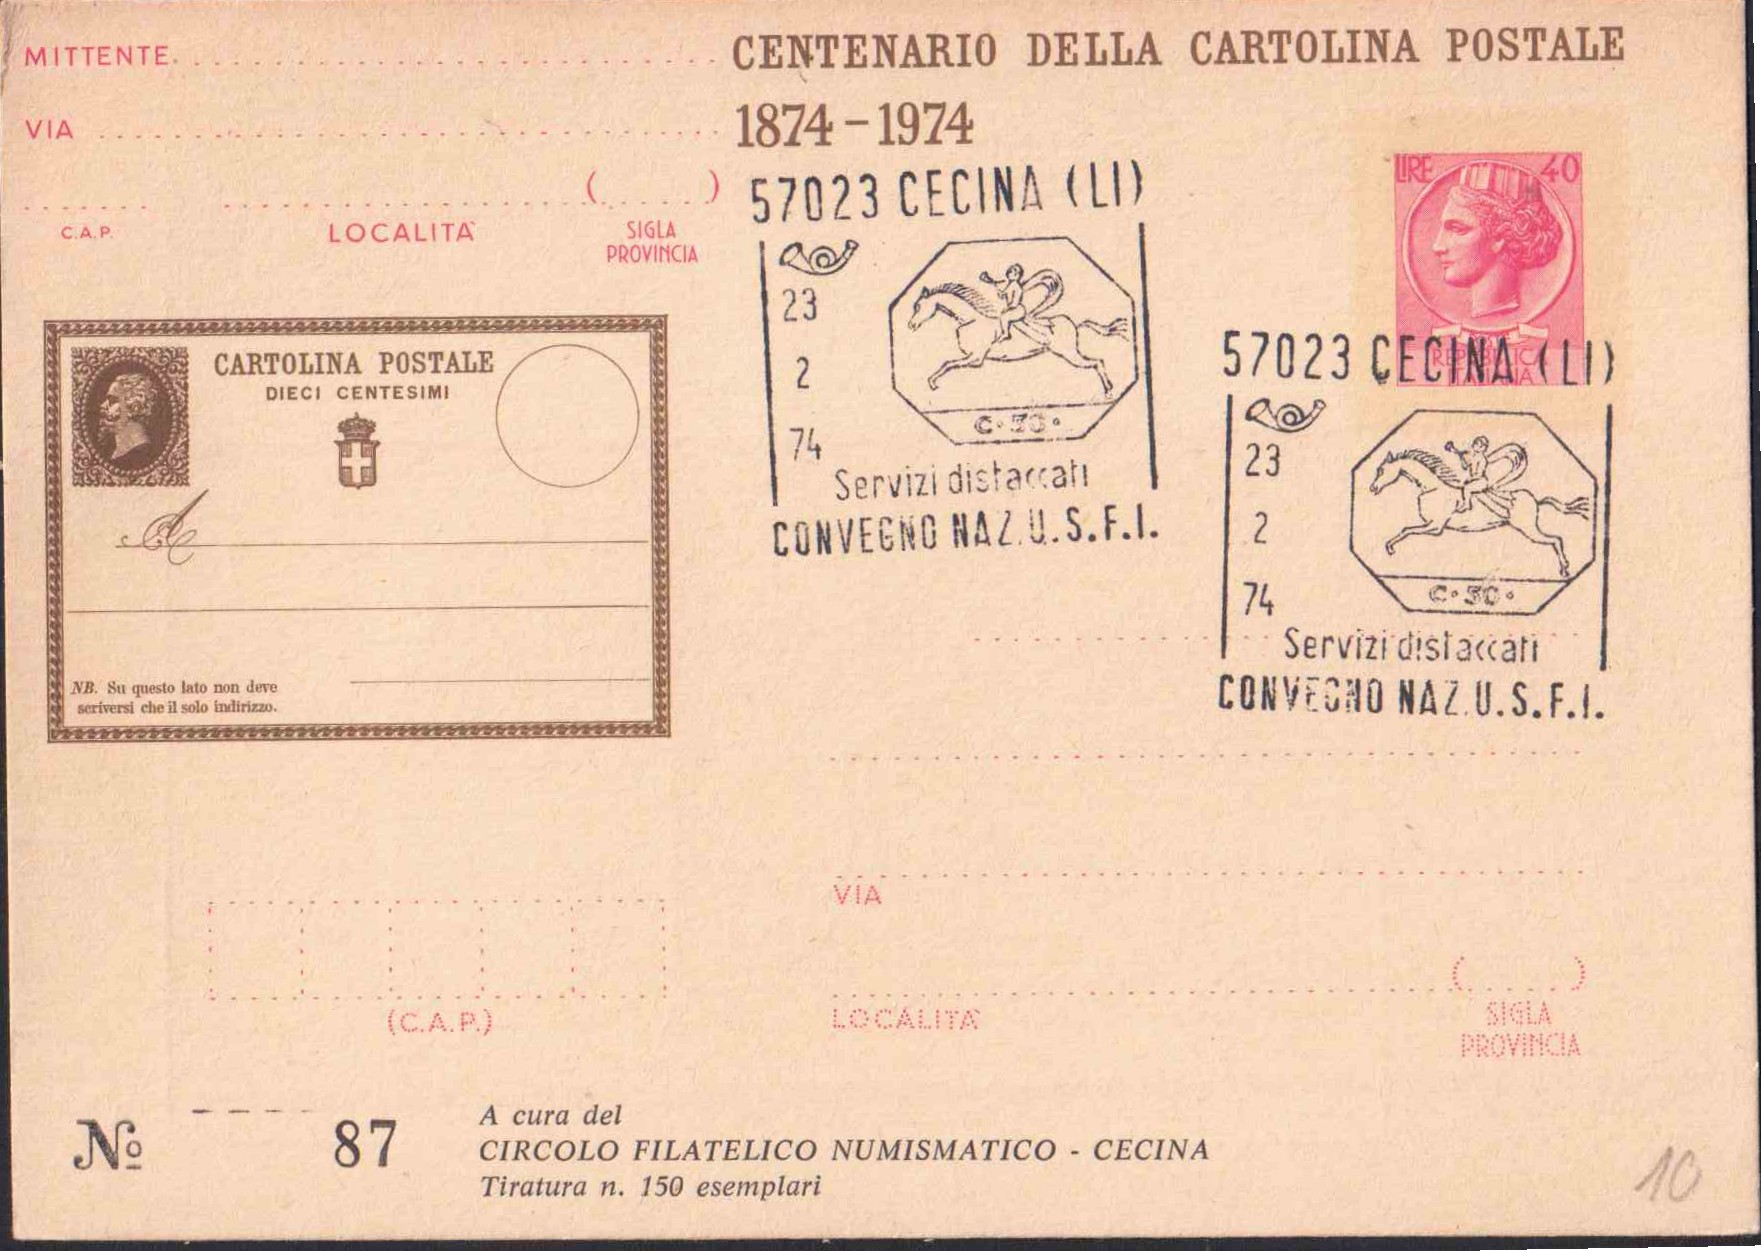 MITTENTE
CENTENARIO DELLA CARTOLINA POSTALE
VIA
1874-1974
( )
C.A.P.
LOCALITÀ
SIGLA
PROVINCIA
57023 CECINA (LI)
23
2
74
C·30·
Servizi distaccati
CONVEGNO NAZ.U.S.F.I.
LIRE 40
REPUBBLICA
ITALIANA
57023 CECINA (LI)
23
2
74
C·30·
Servizi distaccati
CONVEGNO NAZ.U.S.F.I.
CARTOLINA POSTALE
DIECI CENTESIMI
A
NB. Su questo lato non deve
scriversi che il solo indirizzo.
VIA
( )
(C.A.P.)
LOCALITÀ
SIGLA
PROVINCIA
No 87
A cura del
CIRCOLO FILATELICO NUMISMATICO - CECINA
Tiratura n. 150 esemplari
10